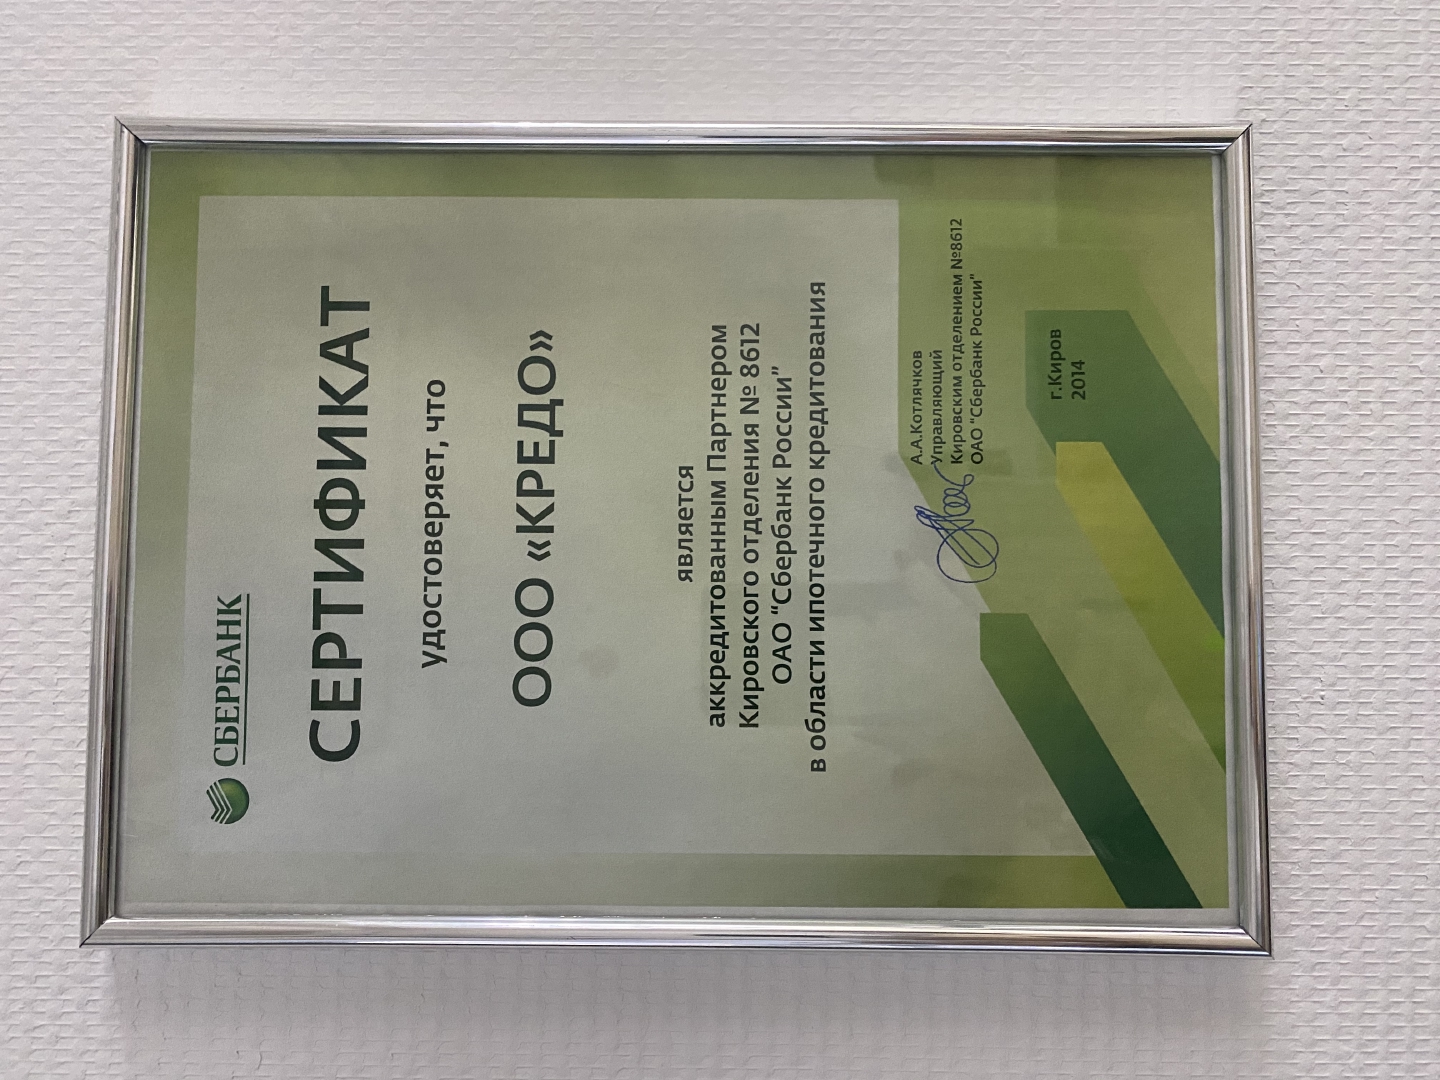 СБЕРБАНК
СЕРТИФИКАТ
удостоверяет, что
ООО «КРЕДО»
является
аккредитованным Партнером
Кировского отделения № 8612
ОАО “Сбербанк России”
в области ипотечного кредитования
А.А.Котлячков
Управляющий
Кировским отделением №8612
ОАО “Сбербанк России”
г.Киров
2014